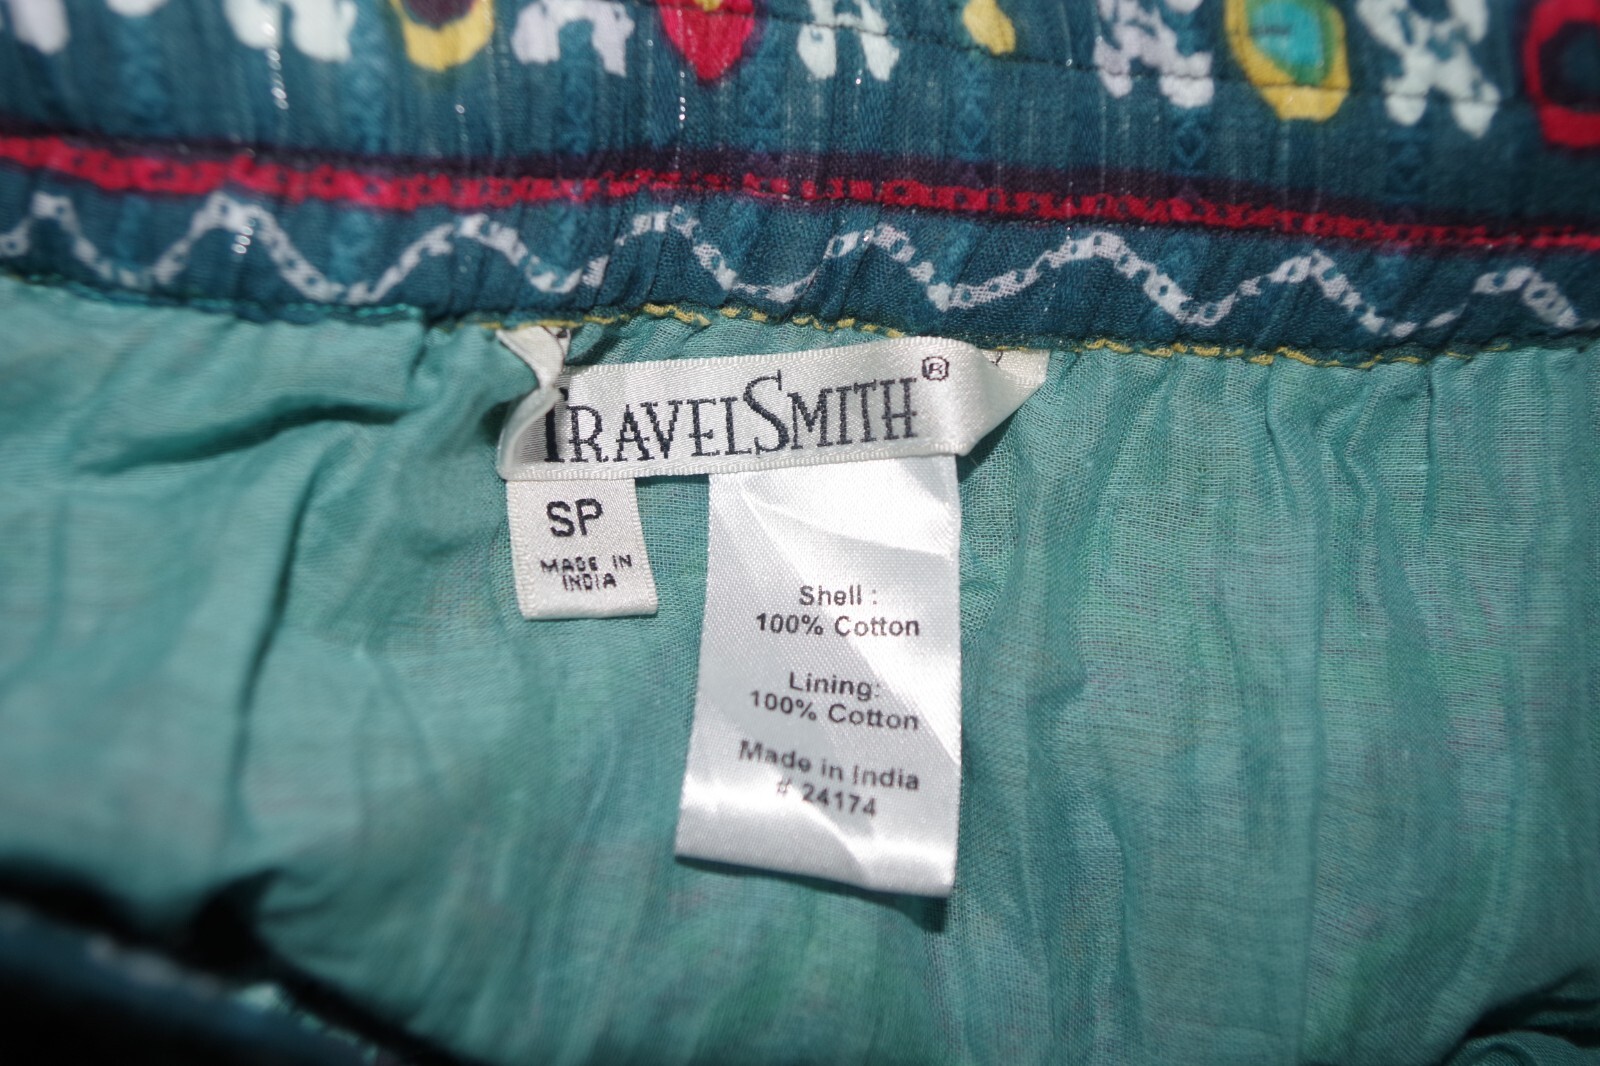 TRAVELSMITH®
SP
MADE IN
INDIA
Shell :
100% Cotton
Lining:
100% Cotton
Made in India
# 24174